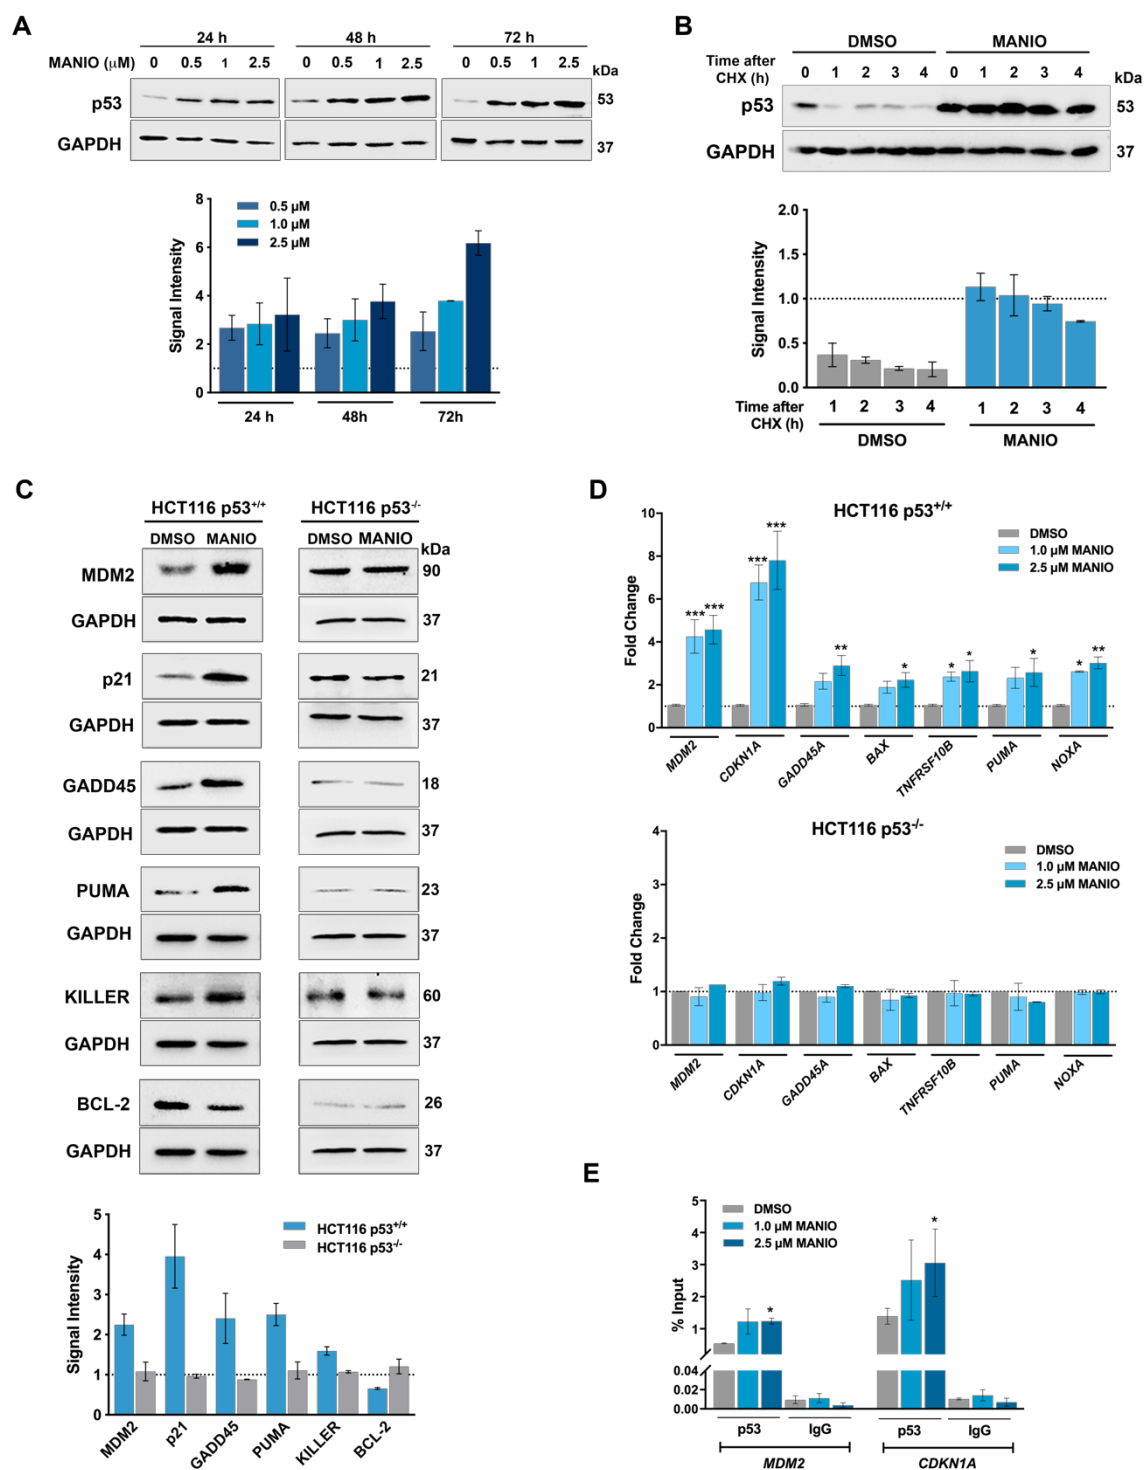 A
24 h 48 h 72 h
MANIO (μM) 0 0.5 1 2.5 0 0.5 1 2.5 0 0.5 1 2.5 kDa
p53 53
GAPDH 37
8
6
4
2
0
Signal Intensity
0.5 μM
1.0 μM
2.5 μM
24 h 48h 72h
B
DMSO MANIO
Time after CHX (h) 0 1 2 3 4 0 1 2 3 4 kDa
p53 53
GAPDH 37
2.0
1.5
1.0
0.5
0.0
Signal Intensity
Time after CHX (h) 1 2 3 4 1 2 3 4
DMSO MANIO
C
HCT116 p53+/+ HCT116 p53-/-
DMSO MANIO DMSO MANIO kDa
MDM2 90
GAPDH 37
p21 21
GAPDH 37
GADD45 18
GAPDH 37
PUMA 23
GAPDH 37
KILLER 60
GAPDH 37
BCL-2 26
GAPDH 37
5
4
3
2
1
0
Signal Intensity
HCT116 p53+/+
HCT116 p53-/-
MDM2 p21 GADD45 PUMA KILLER BCL-2
D
HCT116 p53+/+
10
8
6
4
2
0
Fold Change
DMSO
1.0 μM MANIO
2.5 μM MANIO
*** *** *** *** ** * * * * * **
MDM2 CDKN1A GADD45A BAX TNFRSF10B PUMA NOXA
HCT116 p53-/-
4
3
2
1
0
Fold Change
DMSO
1.0 μM MANIO
2.5 μM MANIO
MDM2 CDKN1A GADD45A BAX TNFRSF10B PUMA NOXA
E
5
4
3
2
1
0.04
0.02
0.00
% Input
DMSO
1.0 μM MANIO
2.5 μM MANIO
* *
p53 IgG p53 IgG
MDM2 CDKN1A